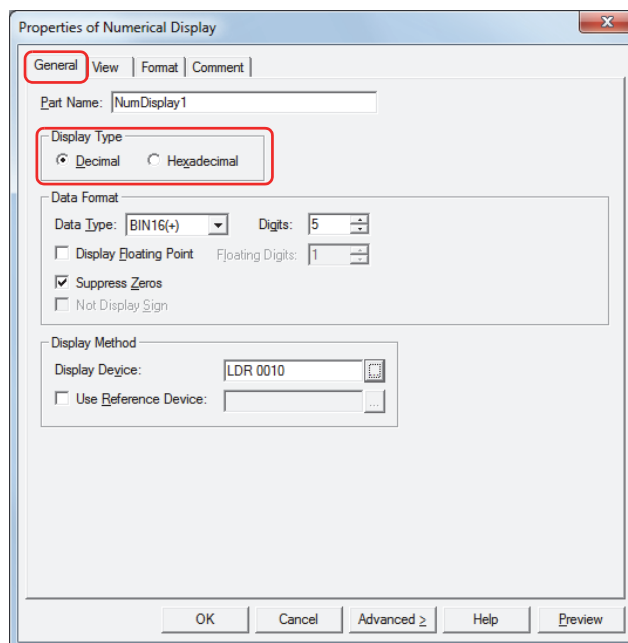 Properties of Numerical Display
General View Format Comment
Part Name: NumDisplay1
Display Type
Decimal Hexadecimal
Data Format
Data Type: BIN16(+) Digits: 5
Display Floating Point Floating Digits: 1
Suppress Zeros
Not Display Sign
Display Method
Display Device: LDR 0010
Use Reference Device: ...
OK Cancel Advanced > Help Preview